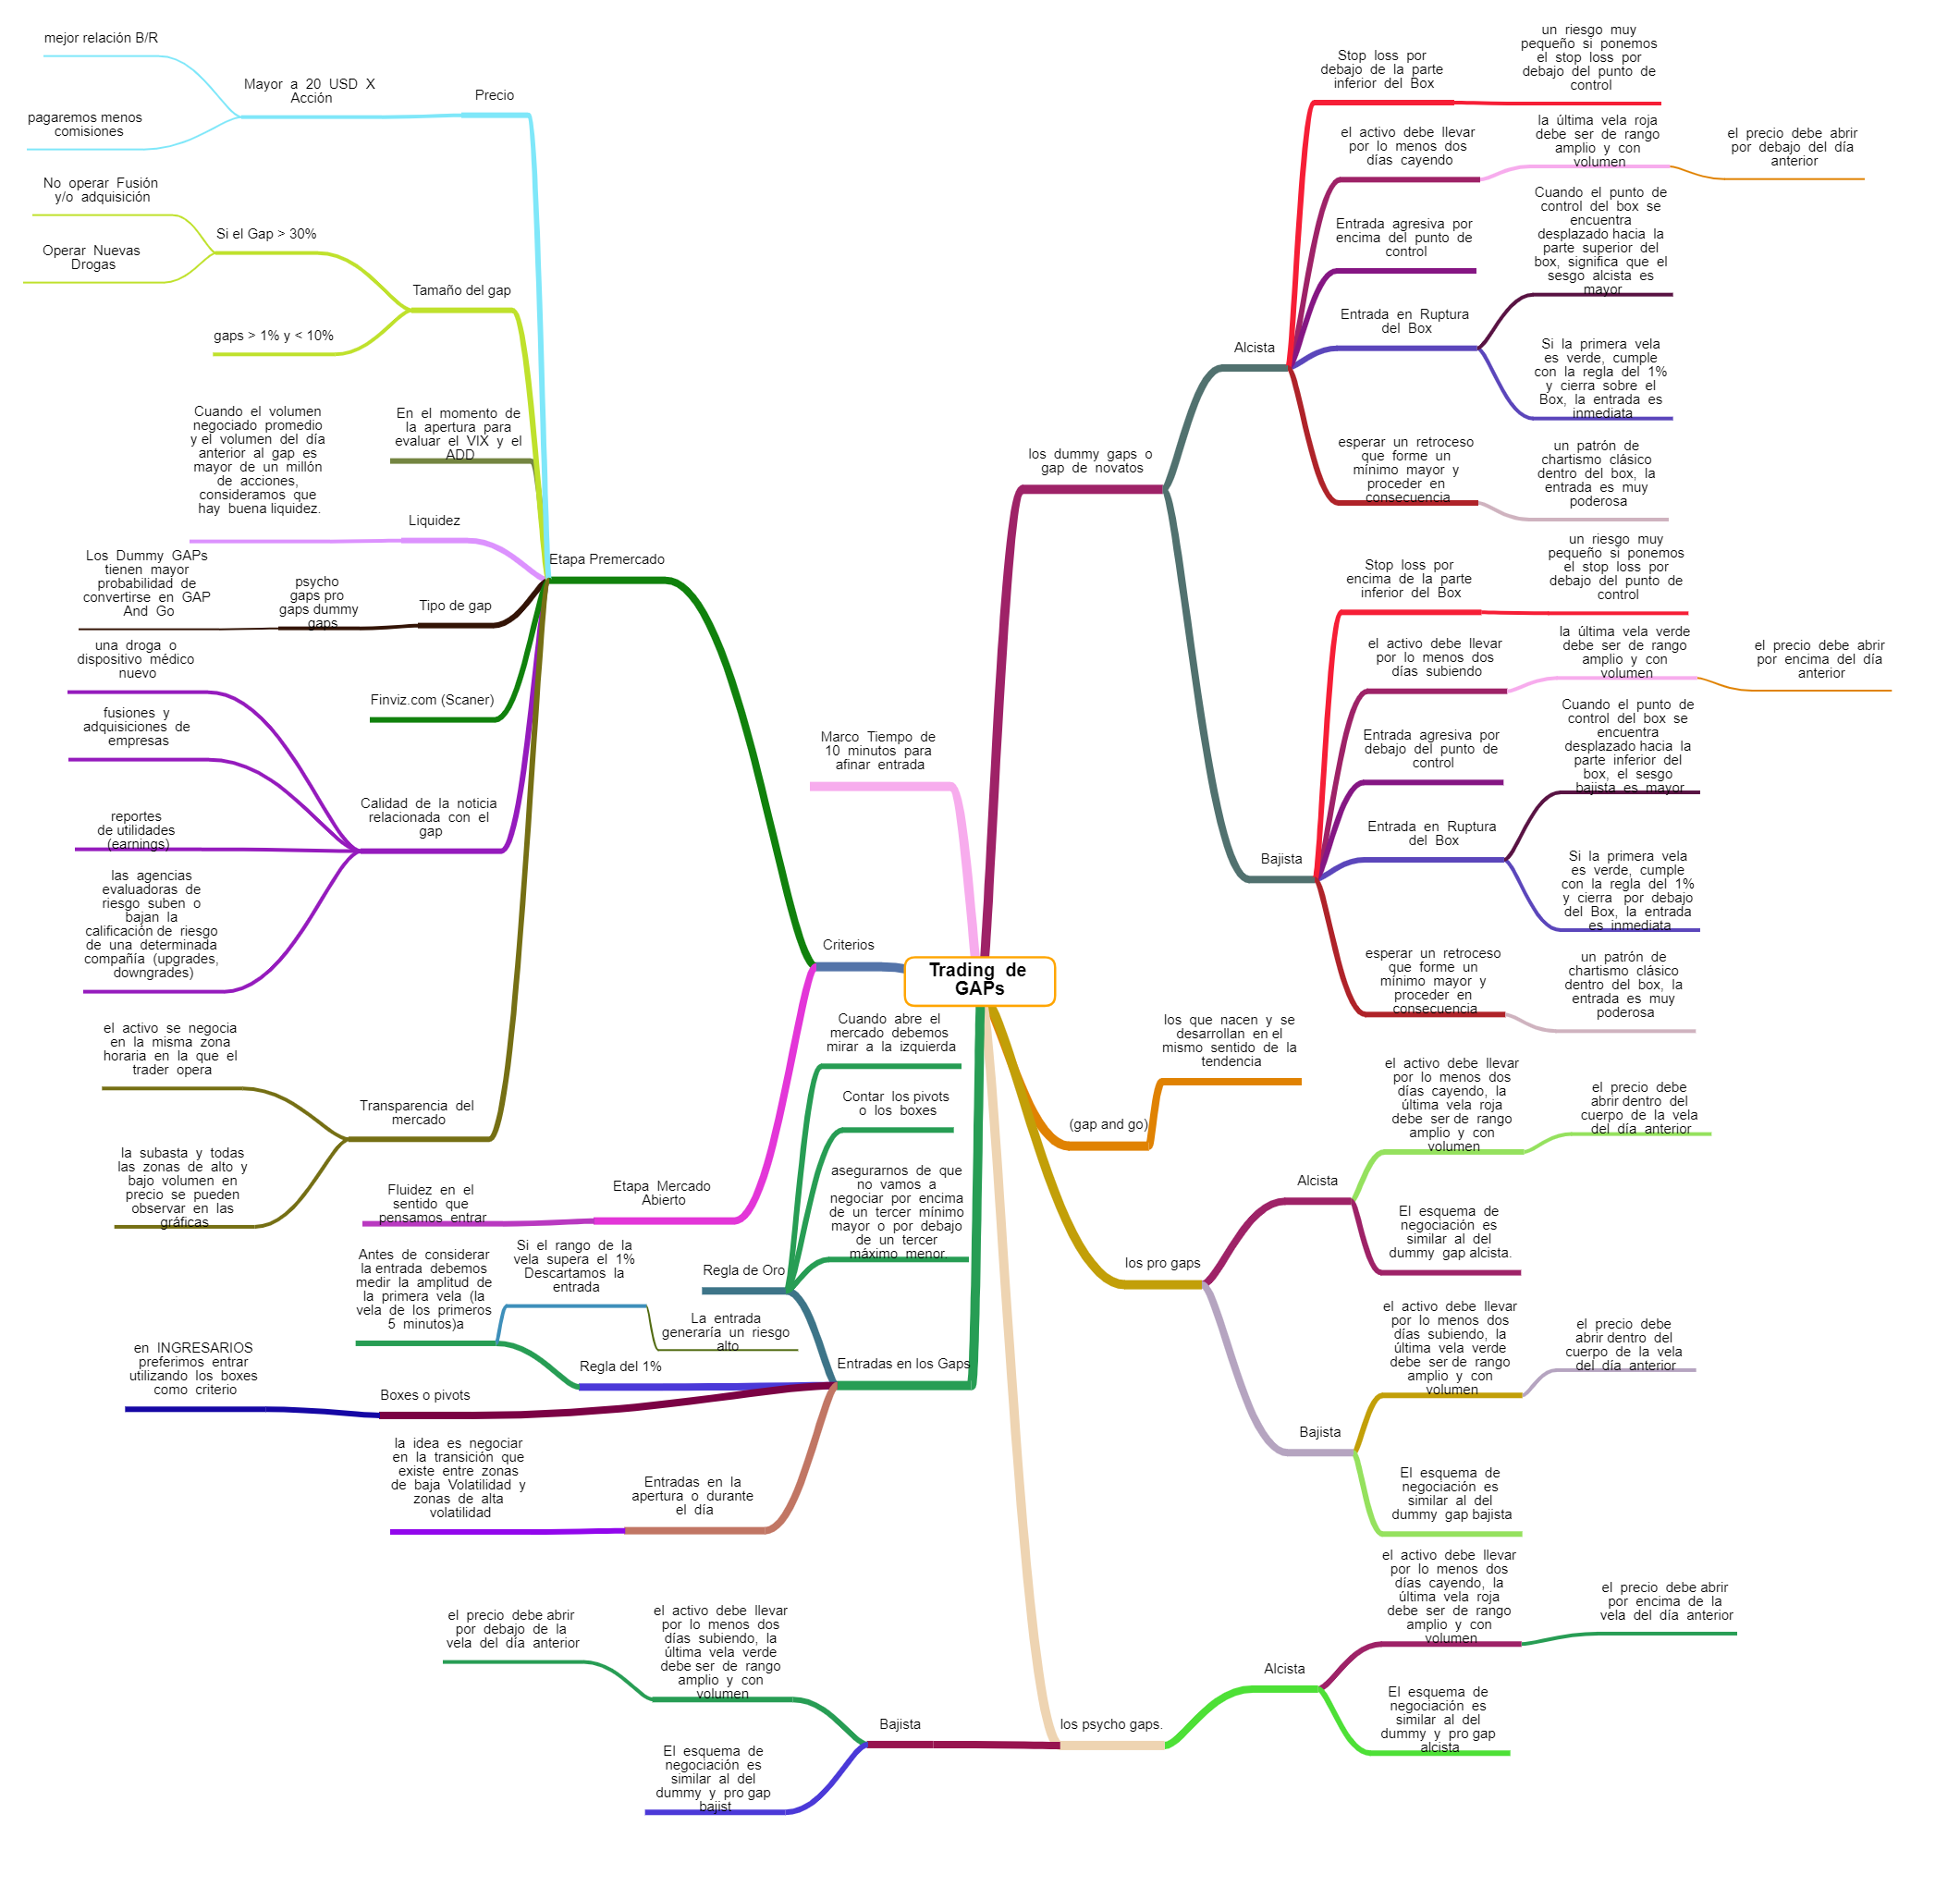 Trading de
GAPs
Criterios
Etapa Premercado
Precio
Mayor a 20 USD X
Acción
mejor relación B/R
pagaremos menos
comisiones
Tamaño del gap
Si el Gap > 30%
No operar Fusión
y/o adquisición
Operar Nuevas
Drogas
gaps > 1% y < 10%
En el momento de
la apertura para
evaluar el VIX y el
ADD
Liquidez
Cuando el volumen
negociado promedio
y el volumen del día
anterior al gap es
mayor de un millón
de acciones,
consideramos que
hay buena liquidez.
Tipo de gap
psycho
gaps pro
gaps dummy
gaps
Los Dummy GAPs
tienen mayor
probabilidad de
convertirse en GAP
And Go
Finviz.com (Scaner)
Calidad de la noticia
relacionada con el
gap
una droga o
dispositivo médico
nuevo
fusiones y
adquisiciones de
empresas
reportes
de utilidades
(earnings)
las agencias
evaluadoras de
riesgo suben o
bajan la
calificación de riesgo
de una determinada
compañía (upgrades,
downgrades)
Transparencia del
mercado
el activo se negocia
en la misma zona
horaria en la que el
trader opera
la subasta y todas
las zonas de alto y
bajo volumen en
precio se pueden
observar en las
gráficas
Etapa Mercado
Abierto
Fluidez en el
sentido que
pensamos entrar
Marco Tiempo de
10 minutos para
afinar entrada
Entradas en los Gaps
Regla de Oro
Cuando abre el
mercado debemos
mirar a la izquierda
Contar los pivots
o los boxes
asegurarnos de que
no vamos a
negociar por encima
de un tercer mínimo
mayor o por debajo
de un tercer
máximo menor.
Regla del 1%
Antes de considerar
la entrada debemos
medir la amplitud de
la primera vela (la
vela de los primeros
5 minutos)a
Si el rango de la
vela supera el 1%
Descartamos la
entrada
La entrada
generaría un riesgo
alto
Boxes o pivots
en INGRESARIOS
preferimos entrar
utilizando los boxes
como criterio
Entradas en la
apertura o durante
el día
la idea es negociar
en la transición que
existe entre zonas
de baja Volatilidad y
zonas de alta
volatilidad
los dummy gaps o
gap de novatos
Alcista
Stop loss por
debajo de la parte
inferior del Box
un riesgo muy
pequeño si ponemos
el stop loss por
debajo del punto de
control
el activo debe llevar
por lo menos dos
días cayendo
la última vela roja
debe ser de rango
amplio y con
volumen
el precio debe abrir
por debajo del día
anterior
Entrada agresiva por
encima del punto de
control
Entrada en Ruptura
del Box
Cuando el punto de
control del box se
encuentra
desplazado hacia la
parte superior del
box, significa que el
sesgo alcista es
mayor
Si la primera vela
es verde, cumple
con la regla del 1%
y cierra sobre el
Box, la entrada es
inmediata
esperar un retroceso
que forme un
mínimo mayor y
proceder en
consecuencia
un patrón de
chartismo clásico
dentro del box, la
entrada es muy
poderosa
Bajista
Stop loss por
encima de la parte
inferior del Box
un riesgo muy
pequeño si ponemos
el stop loss por
debajo del punto de
control
el activo debe llevar
por lo menos dos
días subiendo
la última vela verde
debe ser de rango
amplio y con
volumen
el precio debe abrir
por encima del día
anterior
Entrada agresiva por
debajo del punto de
control
Entrada en Ruptura
del Box
Cuando el punto de
control del box se
encuentra
desplazado hacia la
parte inferior del
box, el sesgo
bajista es mayor
Si la primera vela
es verde, cumple
con la regla del 1%
y cierra por debajo
del Box, la entrada
es inmediata
esperar un retroceso
que forme un
mínimo mayor y
proceder en
consecuencia
un patrón de
chartismo clásico
dentro del box, la
entrada es muy
poderosa
(gap and go)
los que nacen y se
desarrollan en el
mismo sentido de la
tendencia
los pro gaps
Alcista
el activo debe llevar
por lo menos dos
días cayendo, la
última vela roja
debe ser de rango
amplio y con
volumen
el precio debe
abrir dentro del
cuerpo de la vela
del día anterior
El esquema de
negociación es
similar al del
dummy gap alcista.
Bajista
el activo debe llevar
por lo menos dos
días subiendo, la
última vela verde
debe ser de rango
amplio y con
volumen
el precio debe
abrir dentro del
cuerpo de la vela
del día anterior
El esquema de
negociación es
similar al del
dummy gap bajista
los psycho gaps.
Alcista
el activo debe llevar
por lo menos dos
días cayendo, la
última vela roja
debe ser de rango
amplio y con
volumen
el precio debe abrir
por encima de la
vela del día anterior
El esquema de
negociación es
similar al del
dummy y pro gap
alcista
Bajista
el activo debe llevar
por lo menos dos
días subiendo, la
última vela verde
debe ser de rango
amplio y con
volumen
el precio debe abrir
por debajo de la
vela del día anterior
El esquema de
negociación es
similar al del
dummy y pro gap
bajist